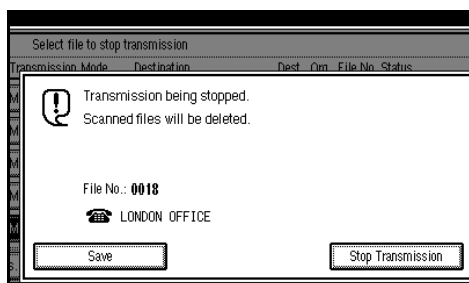 Select file to stop transmission
Transmission Mode Destination Dest. Org. File No. Status
Transmission being stopped.
Scanned files will be deleted.
File No.: 0018
LONDON OFFICE
Save Stop Transmission